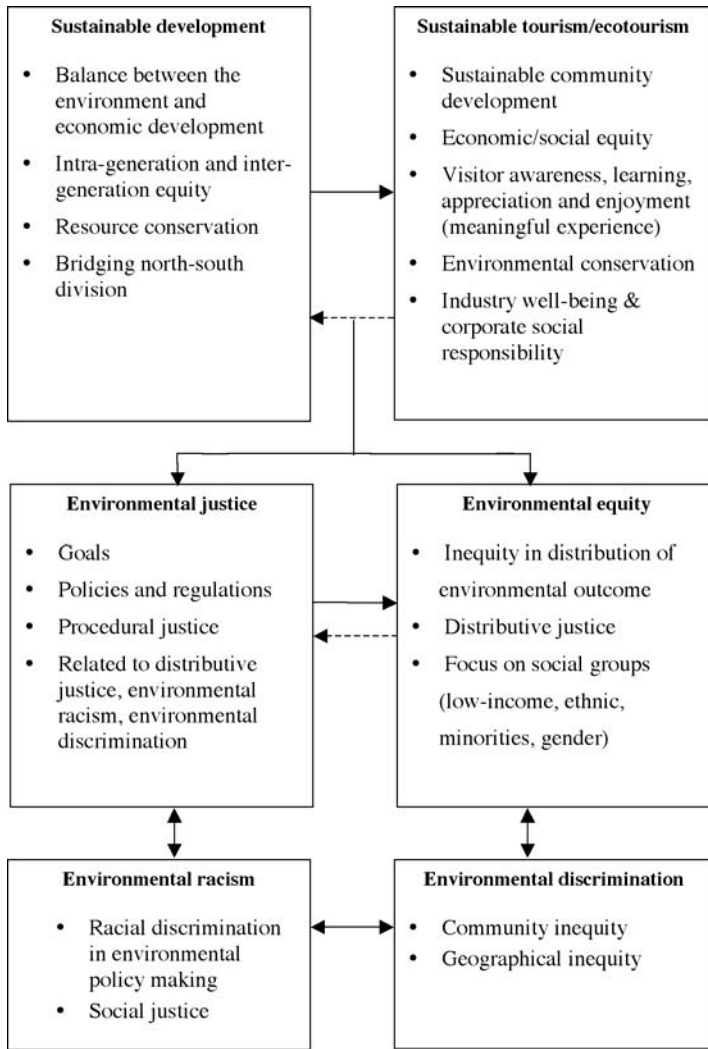 Sustainable development
• Balance between the
environment and
economic development
• Intra-generation and inter-
generation equity
• Resource conservation
• Bridging north-south
division
Sustainable tourism/ecotourism
• Sustainable community
development
• Economic/social equity
• Visitor awareness, learning,
appreciation and enjoyment
(meaningful experience)
• Environmental conservation
• Industry well-being &
corporate social
responsibility
Environmental justice
• Goals
• Policies and regulations
• Procedural justice
• Related to distributive
justice, environmental
racism, environmental
discrimination
Environmental equity
• Inequity in distribution of
environmental outcome
• Distributive justice
• Focus on social groups
(low-income, ethnic,
minorities, gender)
Environmental racism
• Racial discrimination
in environmental
policy making
• Social justice
Environmental discrimination
• Community inequity
• Geographical inequity